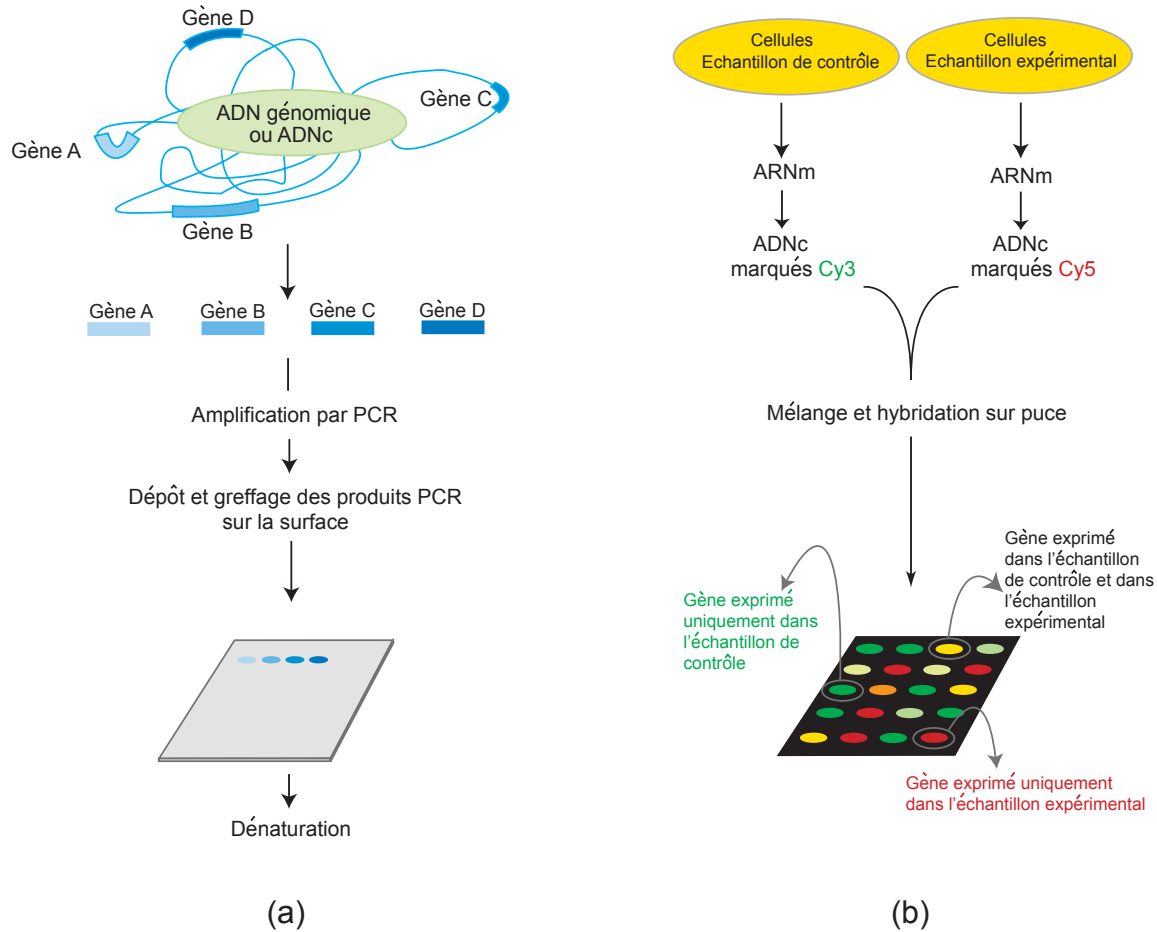 Gène D
ADN génomique
ou ADNc
Gène C
Gène A
Gène B
Gène A
Gène B
Gène C
Gène D
Amplification par PCR
Dépôt et greffage des produits PCR
sur la surface
Dénaturation
(a)
Cellules
Echantillon de contrôle
Cellules
Echantillon expérimental
ARNm
ARNm
ADNc
marqués Cy3
ADNc
marqués Cy5
Mélange et hybridation sur puce
Gène exprimé
dans l'échantillon
de contrôle et dans
l'échantillon
expérimental
Gène exprimé
uniquement dans
l'échantillon de
contrôle
Gène exprimé uniquement
dans l'échantillon expérimental
(b)